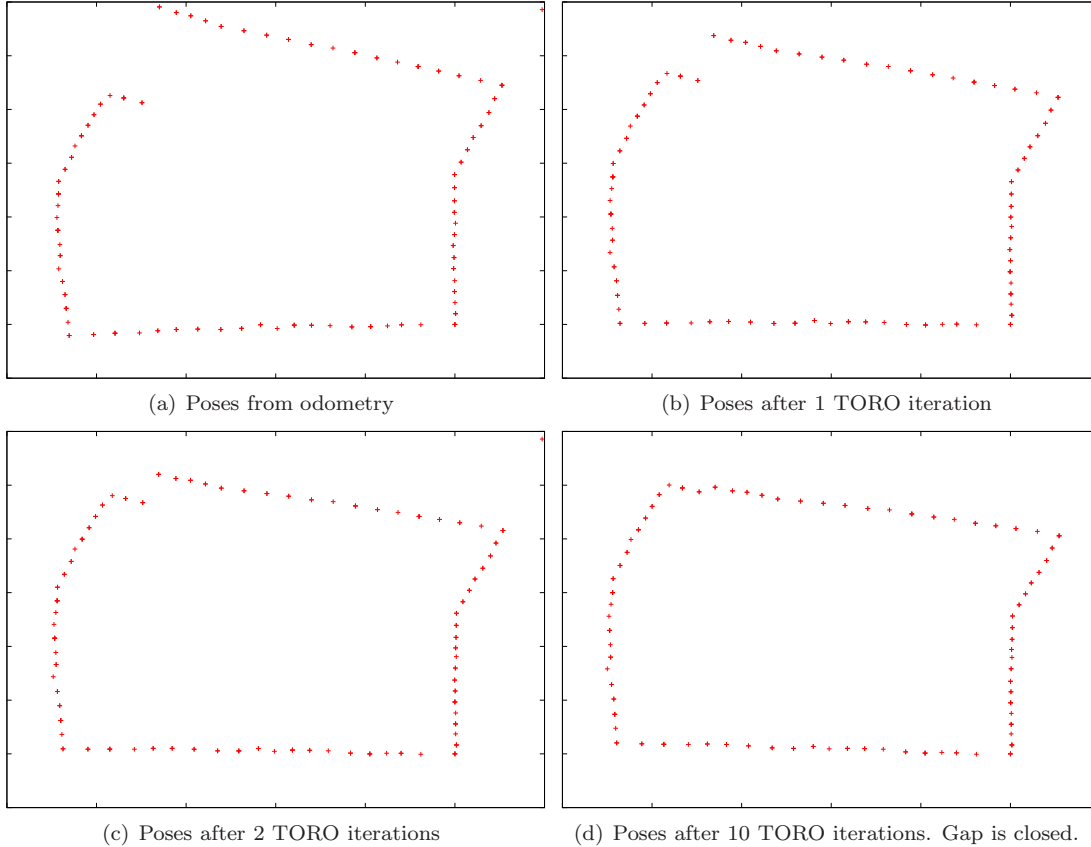 (a) Poses from odometry
(b) Poses after 1 TORO iteration
(c) Poses after 2 TORO iterations
(d) Poses after 10 TORO iterations. Gap is closed.